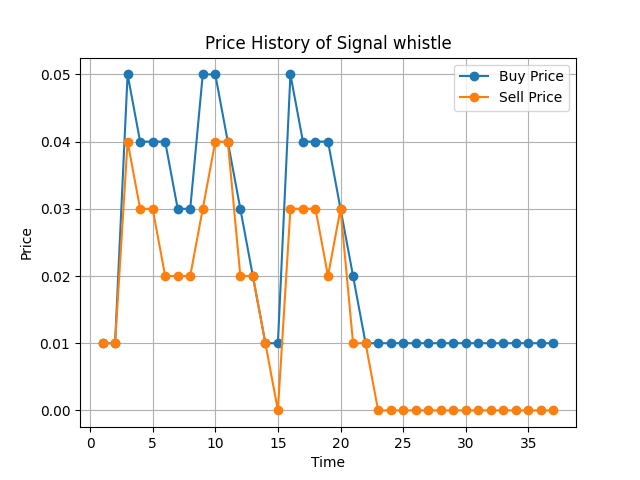 Price History of Signal whistle
Buy Price
Sell Price
0.05
0.04
0.03
0.02
0.01
0.00
Price
0 5 10 15 20 25 30 35
Time